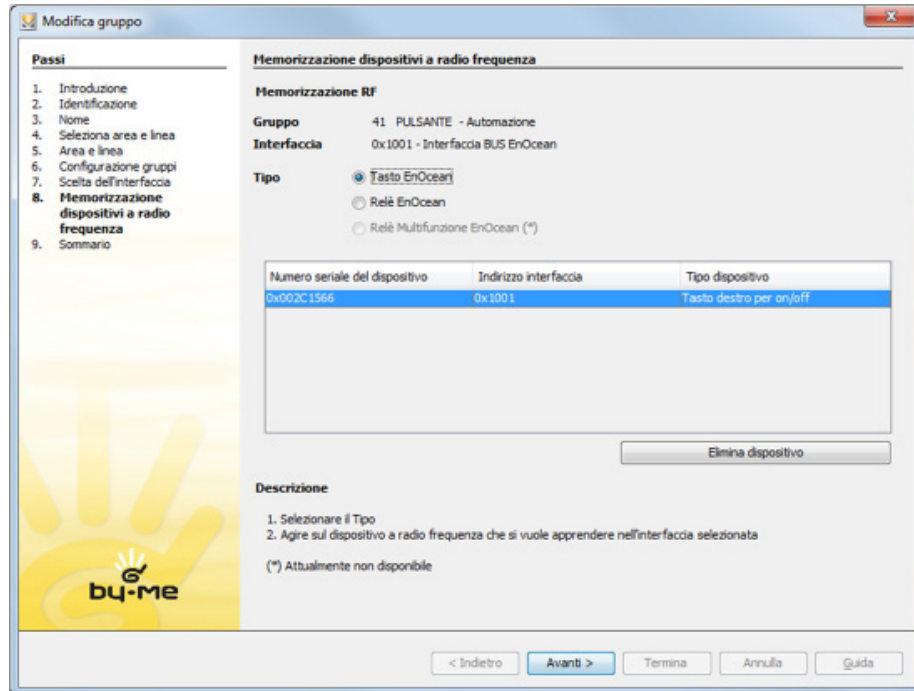 Modifica gruppo
Passi
1. Introduzione
2. Identificazione
3. Nome
4. Seleziona area e linea
5. Area e linea
6. Configurazione gruppi
7. Scelta dell'interfaccia
8. Memorizzazione
dispositivi a radio
frequenza
9. Sommario
by-me
Memorizzazione dispositivi a radio frequenza
Memorizzazione RF
Gruppo 41 PULSANTE - Automazione
Interfaccia 0x1001 - Interfaccia BUS EnOcean
Tipo Tasto EnOcean
Relè EnOcean
Relè Multifunzione EnOcean (*)
Numero seriale del dispositivo Indirizzo interfaccia Tipo dispositivo
0x002C1566 0x1001 Tasto destro per on/off
Elimina dispositivo
Descrizione
1. Selezionare il Tipo
2. Agire sul dispositivo a radio frequenza che si vuole apprendere nell'interfaccia selezionata
(*) Attualmente non disponibile
< Indietro Avanti > Termina Annulla Guida